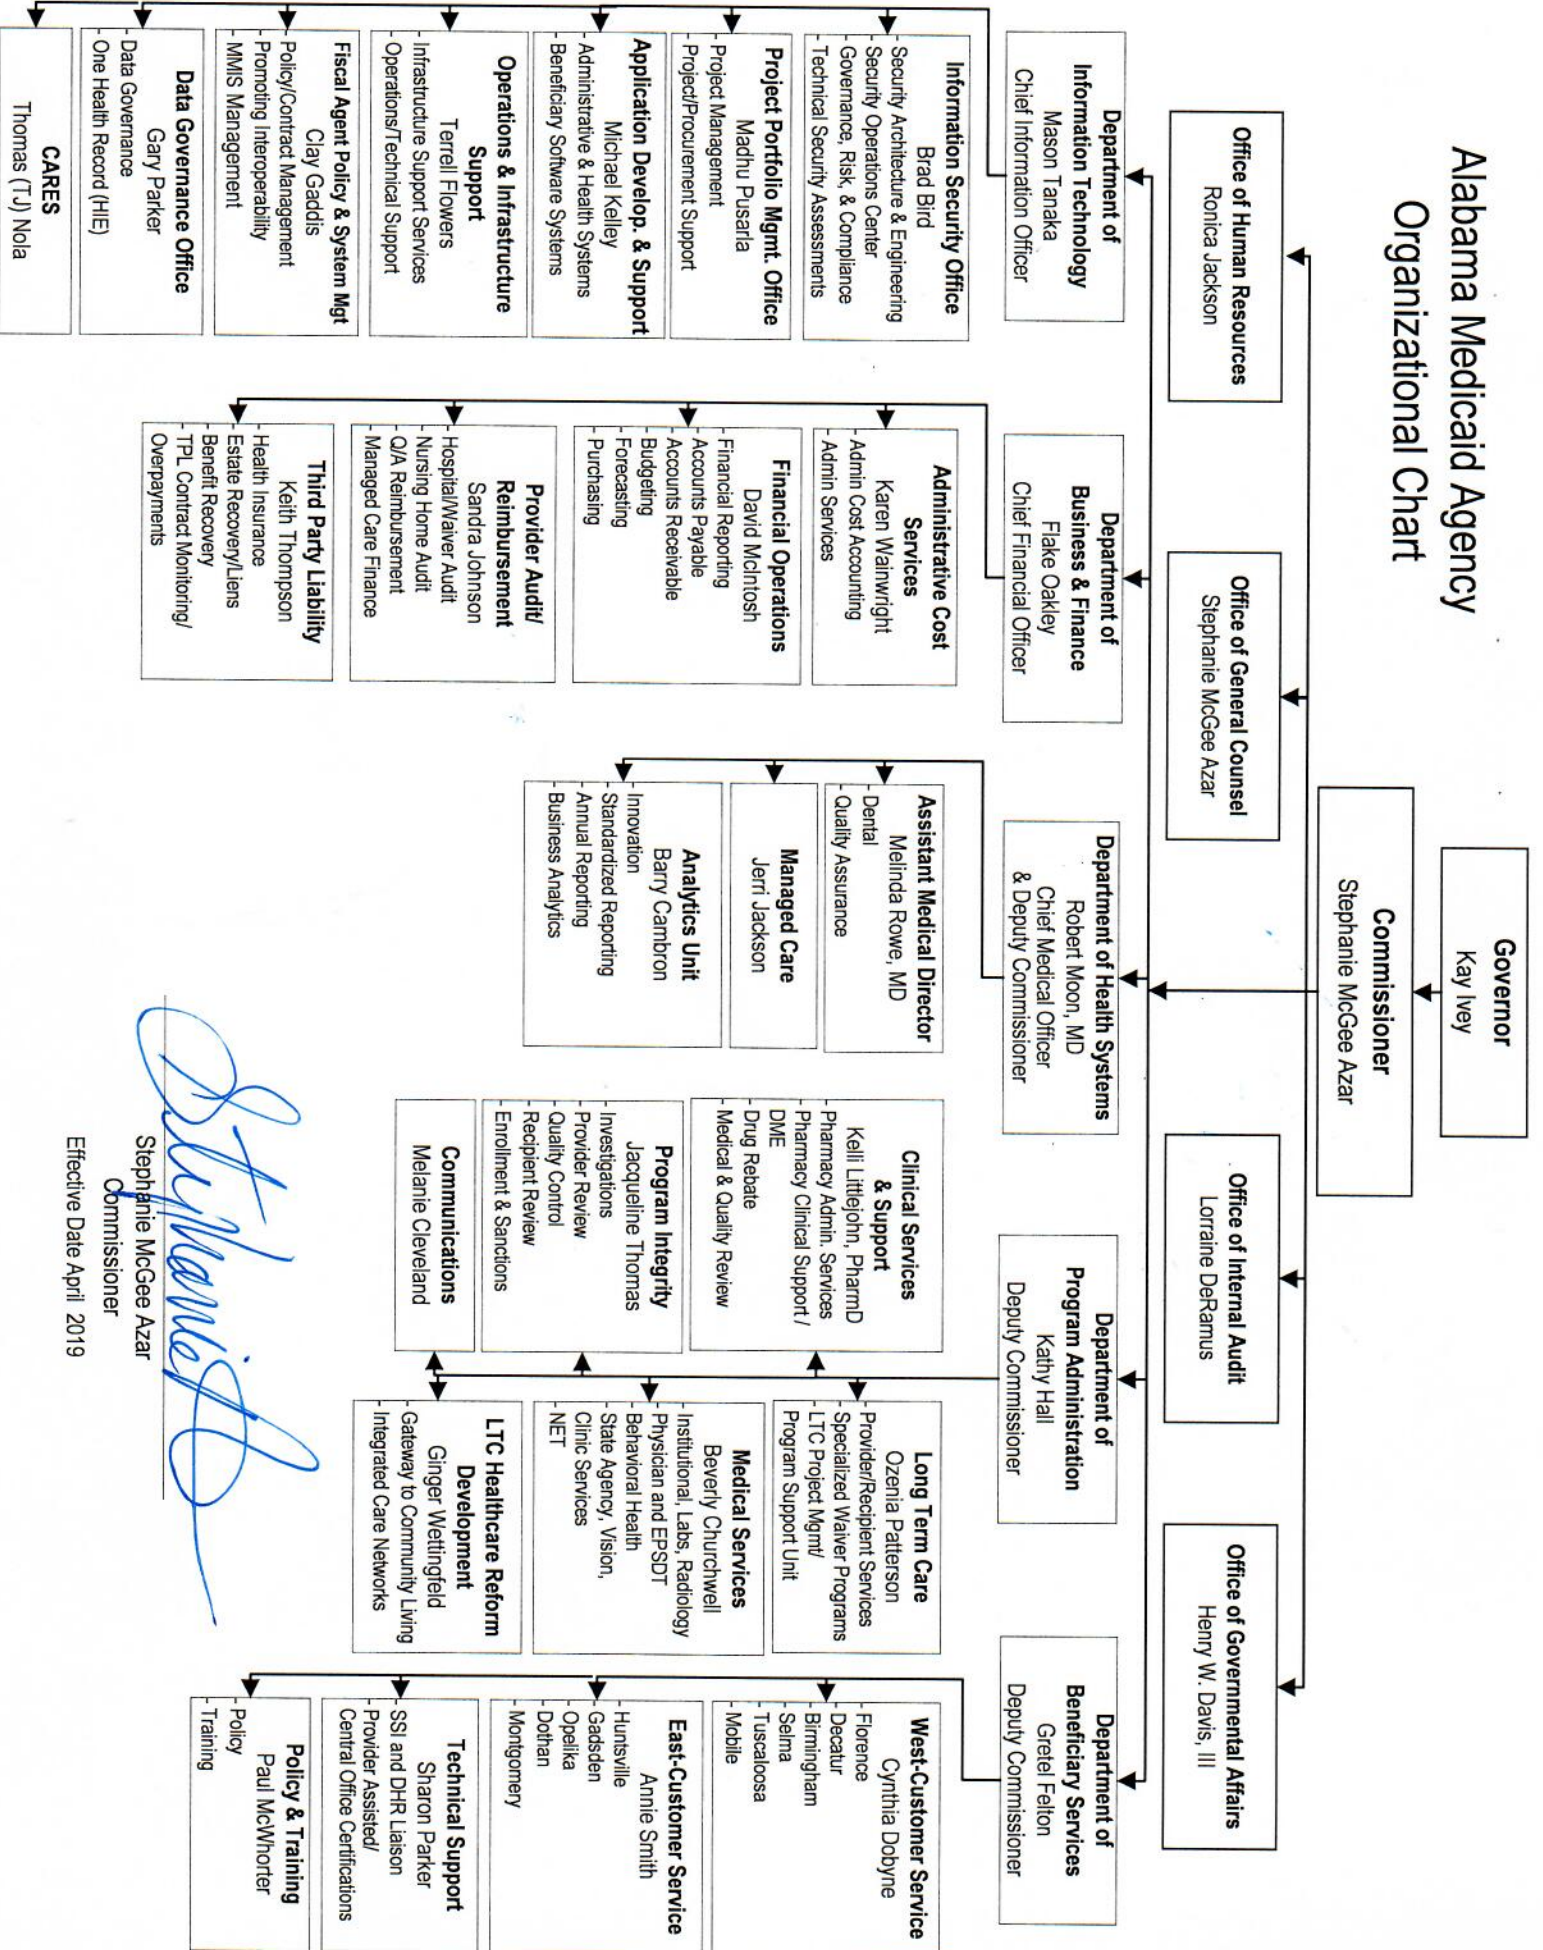 Alabama Medicaid Agency
Organizational Chart
Governor
Kay Ivey
Commissioner
Stephanie McGee Azar
Office of Human Resources
Ronica Jackson
Office of General Counsel
Stephanie McGee Azar
Office of Internal Audit
Lorraine DeRamus
Office of Governmental Affairs
Henry W. Davis, III
Department of
Information Technology
Mason Tanaka
Chief Information Officer
Information Security Office
Brad Bird
- Security Architecture & Engineering
- Security Operations Center
- Governance, Risk, & Compliance
- Technical Security Assessments
Project Portfolio Mgmt. Office
Madhu Pusarla
- Project Management
- Project/Procurement Support
Application Develop. & Support
Michael Kelley
- Administrative & Health Systems
- Beneficiary Software Systems
Operations & Infrastructure
Support
Terrell Flowers
- Infrastructure Support Services
- Operations/Technical Support
Fiscal Agent Policy & System Mgt
Clay Gaddis
- Policy/Contract Management
- Promoting Interoperability
- MMIS Management
Data Governance Office
Gary Parker
- Data Governance
- One Health Record (HIE)
CARES
Thomas (TJ) Nola
Department of
Business & Finance
Flake Oakley
Chief Financial Officer
Administrative Cost
Services
Karen Wainwright
- Admin Cost Accounting
- Admin Services
Financial Operations
David McIntosh
- Financial Reporting
- Accounts Payable
- Accounts Receivable
- Budgeting
- Forecasting
- Purchasing
Provider Audit/
Reimbursement
Sandra Johnson
- Hospital/Waiver Audit
- Nursing Home Audit
- Q/A Reimbursement
- Managed Care Finance
Third Party Liability
Keith Thompson
- Health Insurance
- Estate Recovery/Liens
- Benefit Recovery
- TPL Contract Monitoring/
Overpayments
Department of Health Systems
Robert Moon, MD
Chief Medical Officer
& Deputy Commissioner
Assistant Medical Director
Melinda Rowe, MD
- Dental
- Quality Assurance
Managed Care
Jerri Jackson
Analytics Unit
Barry Cambron
- Innovation
- Standardized Reporting
- Annual Reporting
- Business Analytics
Department of
Program Administration
Kathy Hall
Deputy Commissioner
Clinical Services
& Support
Kelli Littlejohn, PharmD
- Pharmacy Admin. Services
- Pharmacy Clinical Support /
DME
- Drug Rebate
- Medical & Quality Review
Program Integrity
Jacqueline Thomas
- Investigations
- Provider Review
- Quality Control
- Recipient Review
- Enrollment & Sanctions
Communications
Melanie Cleveland
Long Term Care
Ozenia Patterson
- Provider/Recipient Services
- Specialized Waiver Programs
- LTC Project Mgmt/
Program Support Unit
Medical Services
Beverly Churchwell
- Institutional, Labs, Radiology
- Physician and EPSDT
- Behavioral Health
- State Agency, Vision,
Clinic Services
- NET
LTC Healthcare Reform
Development
Ginger Wettingfeld
- Gateway to Community Living
- Integrated Care Networks
Department of
Beneficiary Services
Gretel Felton
Deputy Commissioner
West-Customer Service
Cynthia Dobyne
- Florence
- Decatur
- Birmingham
- Selma
- Tuscaloosa
- Mobile
East-Customer Service
Annie Smith
- Huntsville
- Gadsden
- Opelika
- Dothan
- Montgomery
Technical Support
Sharon Parker
- SSI and DHR Liaison
- Provider Assisted/
Central Office Certifications
Policy & Training
Paul McWhorter
- Policy
- Training
Stephanie McGee Azar
Commissioner
Effective Date April 2019